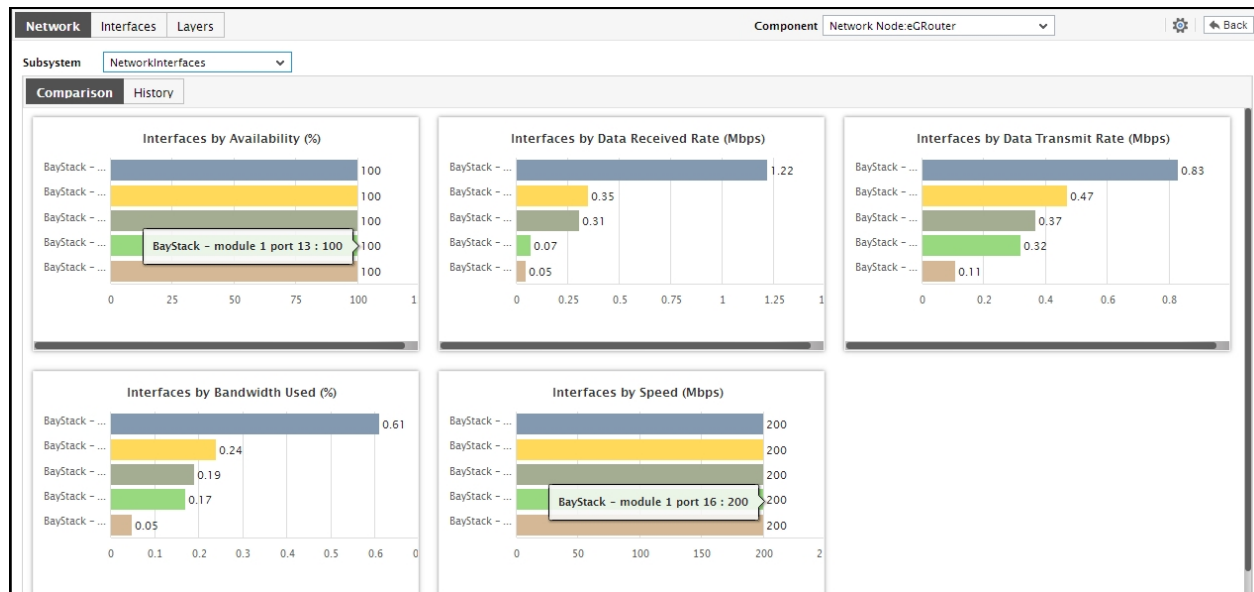 Network Interfaces Layers Component Network Node:eGRouter Back
Subsystem NetworkInterfaces
Comparison History
Interfaces by Availability (%)
BayStack - ... 100
BayStack - ... 100
BayStack - ... 100
BayStack - ... BayStack - module 1 port 13 : 100 100
BayStack - ... 100
0 25 50 75 100 1
Interfaces by Data Received Rate (Mbps)
BayStack - ... 1.22
BayStack - ... 0.35
BayStack - ... 0.31
BayStack - ... 0.07
BayStack - ... 0.05
0 0.25 0.5 0.75 1 1.25 1
Interfaces by Data Transmit Rate (Mbps)
BayStack - ... 0.83
BayStack - ... 0.47
BayStack - ... 0.37
BayStack - ... 0.32
BayStack - ... 0.11
0 0.2 0.4 0.6 0.8
Interfaces by Bandwidth Used (%)
BayStack - ... 0.61
BayStack - ... 0.24
BayStack - ... 0.19
BayStack - ... 0.17
BayStack - ... 0.05
0 0.1 0.2 0.3 0.4 0.5 0.6 0
Interfaces by Speed (Mbps)
BayStack - ... 200
BayStack - ... 200
BayStack - ... 200
BayStack - ... BayStack - module 1 port 16 : 200 200
BayStack - ... 200
0 50 100 150 200 2